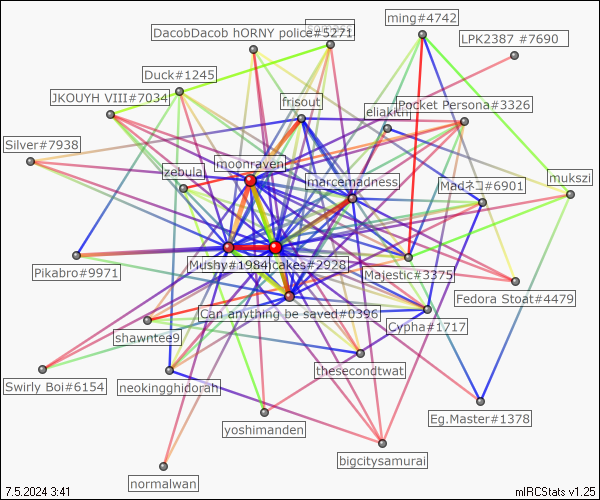 ming#4742
DacobDacob hORNY police#5271
LPK2387 #7690
Duck#1245
JKOUYH VIII#7034
frisout
eliakith
Pocket Persona#3326
Silver#7938
zebula
moonraven
marcemadness
Madネコ#6901
mukszi
Mushy#1984
cakes#2928
Pikabro#9971
Majestic#3375
Fedora Stoat#4479
Can anything be saved#0396
shawntee9
Cypha#1717
thesecondtwat
Swirly Boi#6154
neokingghidorah
Eg.Master#1378
yoshimanden
bigcitysamurai
normalwan
7.5.2024 3:41
mIRCStats v1.25